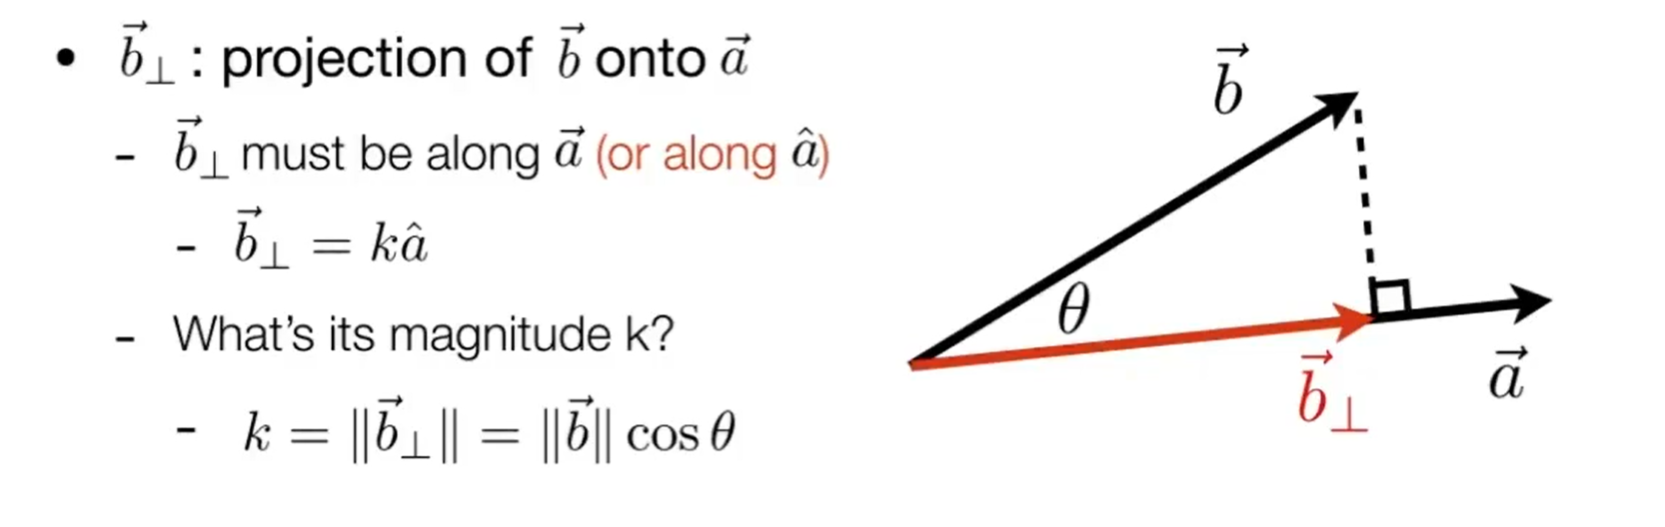 • $\vec{b}_\perp$ : projection of $\vec{b}$ onto $\vec{a}$
- $\vec{b}_\perp$ must be along $\vec{a}$ (or along $\hat{a}$)
- $\vec{b}_\perp = k\hat{a}$
- What’s its magnitude k?
- $k = \|\vec{b}_\perp\| = \|\vec{b}\| \cos\theta$
$\vec{b}$
$\theta$
$\vec{b}_\perp$
$\vec{a}$